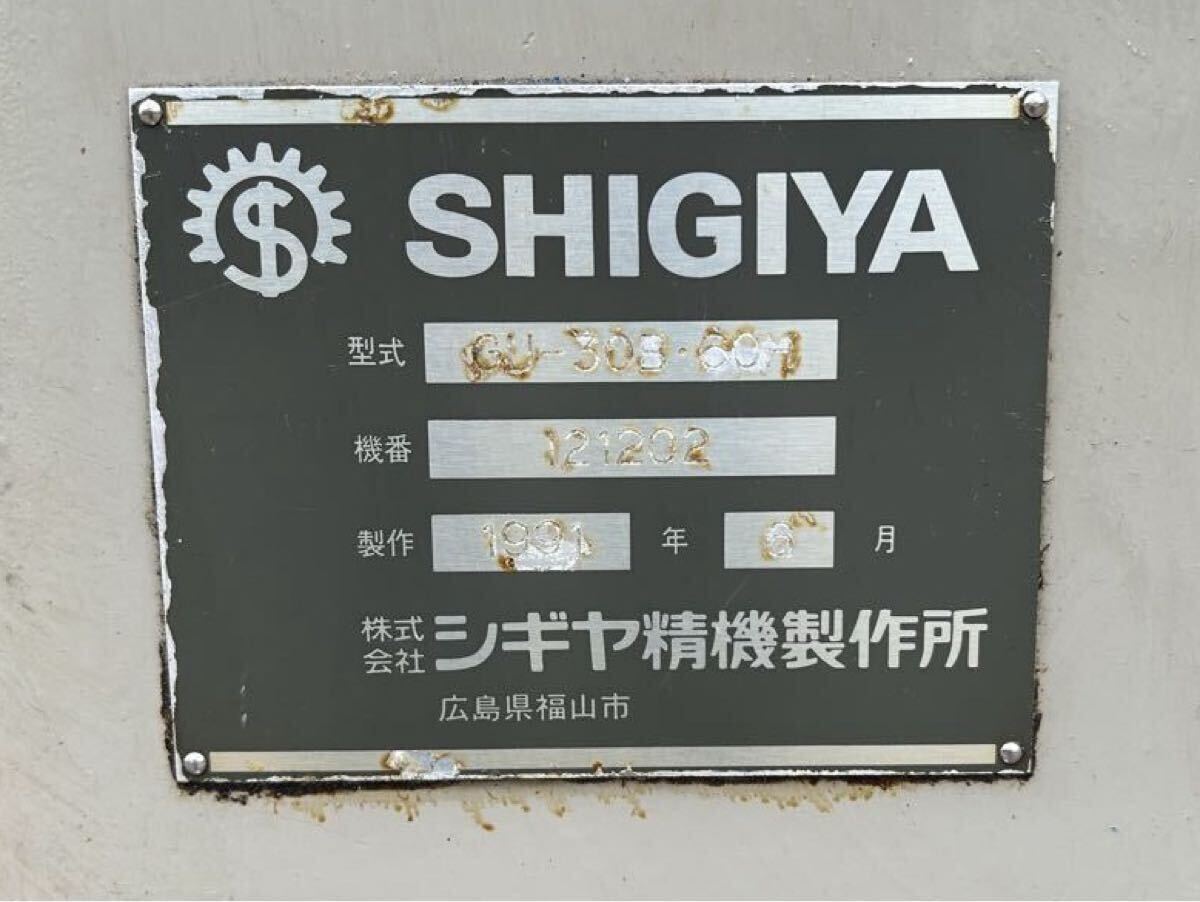 SHIGIYA
型式 GU-30B·60H
機番 121202
製作 1991 年 6 月
株式会社 シギヤ精機製作所
広島県福山市